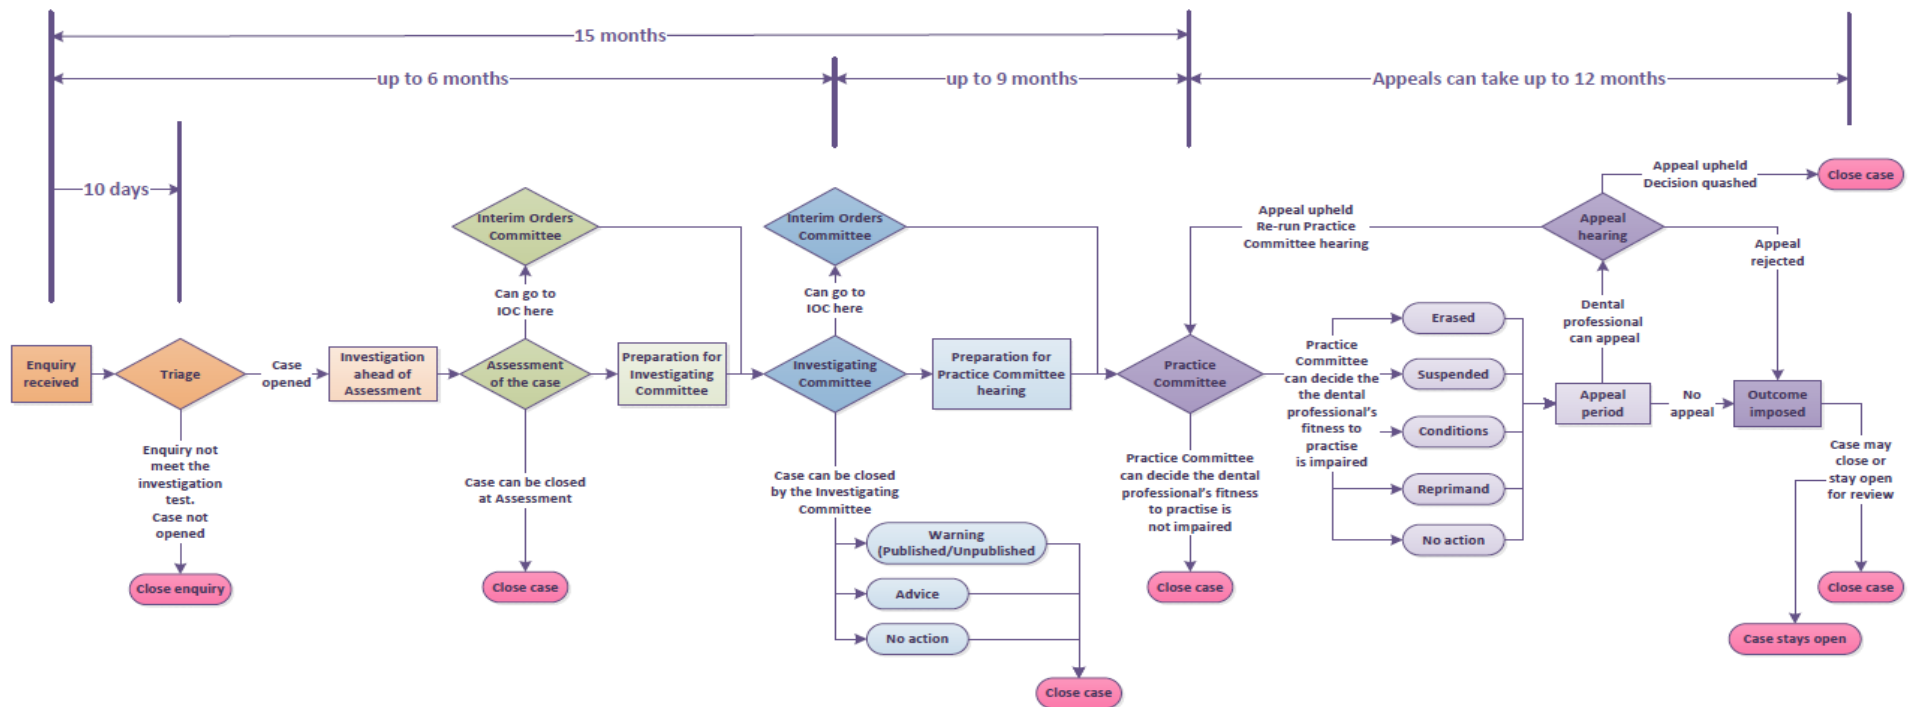 15 months
up to 6 months
up to 9 months
Appeals can take up to 12 months
10 days
Enquiry
received
Triage
Case
opened
Enquiry not
meet the
investigation
test.
Case not
opened
Close enquiry
Investigation
ahead of
Assessment
Interim Orders
Committee
Can go to
IOC here
Assessment
of the case
Case can be closed
at Assessment
Close case
Preparation for
Investigating
Committee
Interim Orders
Committee
Can go to
IOC here
Investigating
Committee
Case can be closed
by the Investigating
Committee
Warning
(Published/Unpublished
Advice
No action
Close case
Preparation for
Practice Committee
hearing
Practice
Committee
Practice Committee
can decide the dental
professional's fitness
to practise is
not impaired
Close case
Practice
Committee
can decide the
the dental
professional's
fitness to
practise
is impaired
Erased
Suspended
Conditions
Reprimand
No action
Appeal
period
Dental
professional
can appeal
Appeal
hearing
Appeal upheld
Re-run Practice
Committee hearing
Appeal upheld
Decision quashed
Close case
Appeal
rejected
No
appeal
Outcome
imposed
Case may
close or
stay open
for review
Close case
Case stays open